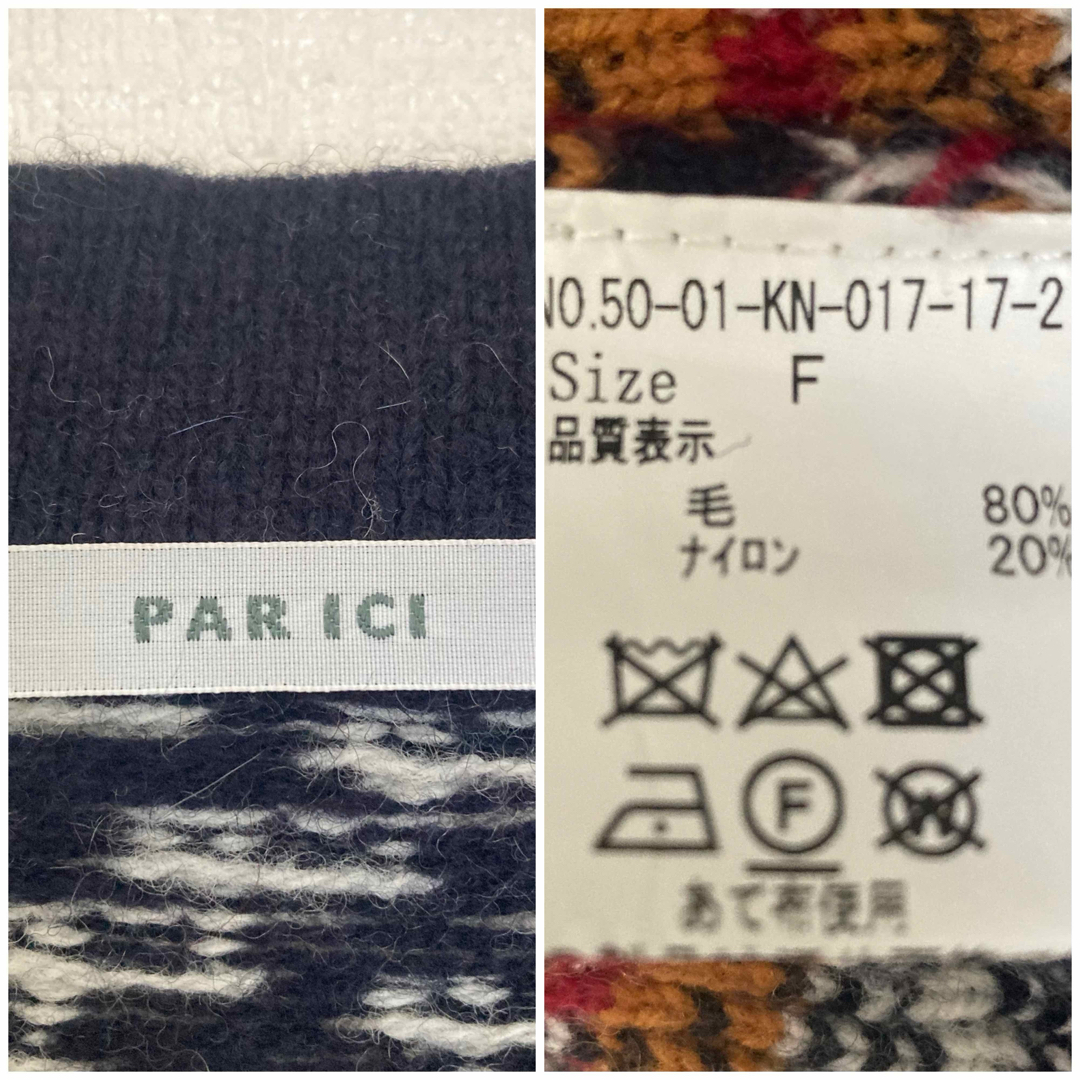 PAR ICI
NO.50-01-KN-017-17-2
Size F
品質表示
毛 80%
ナイロン 20%
F W
あて布使用